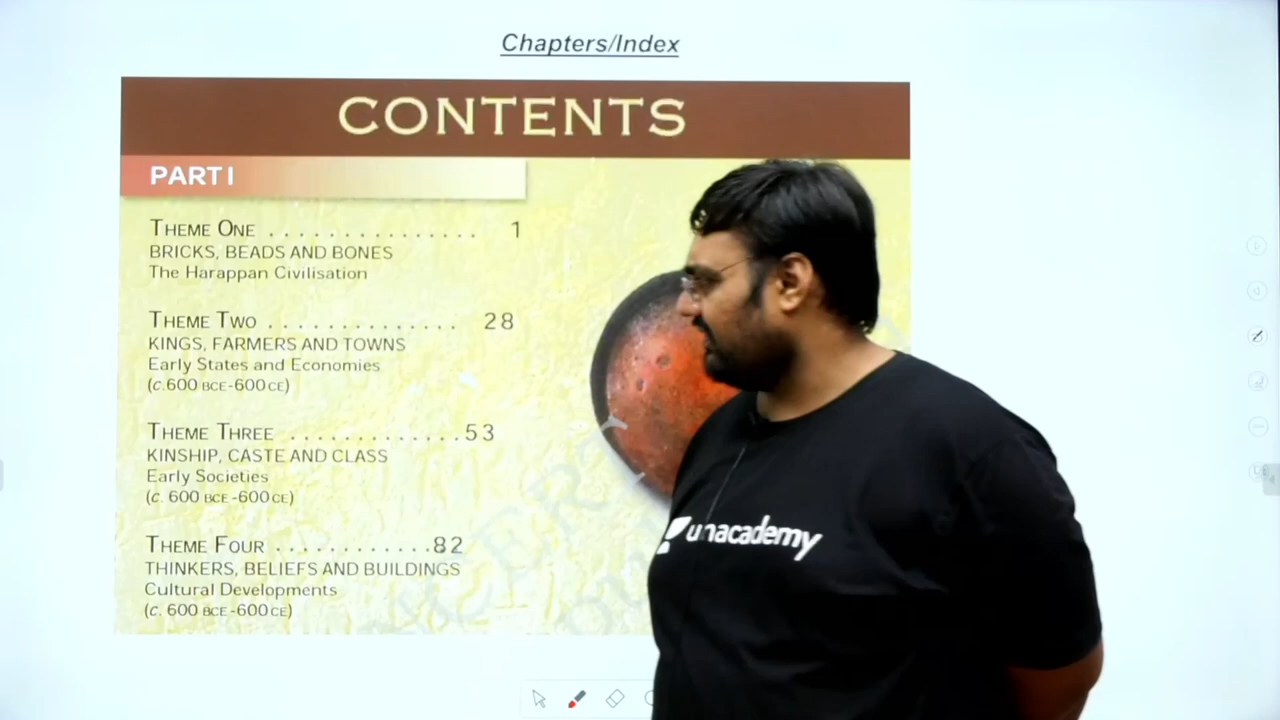 Chapters/Index
CONTENTS
PART I
THEME ONE . . . . . . . . . . . . . . . 1
BRICKS, BEADS AND BONES
The Harappan Civilisation
THEME TWO . . . . . . . . . . . . . . 28
KINGS, FARMERS AND TOWNS
Early States and Economies
(c. 600 BCE-600 CE)
THEME THREE . . . . . . . . . . . . .53
KINSHIP, CASTE AND CLASS
Early Societies
(c. 600 BCE-600 CE)
THEME FOUR . . . . . . . . . . . .82
THINKERS, BELIEFS AND BUILDINGS
Cultural Developments
(c. 600 BCE-600 CE)
unacademy